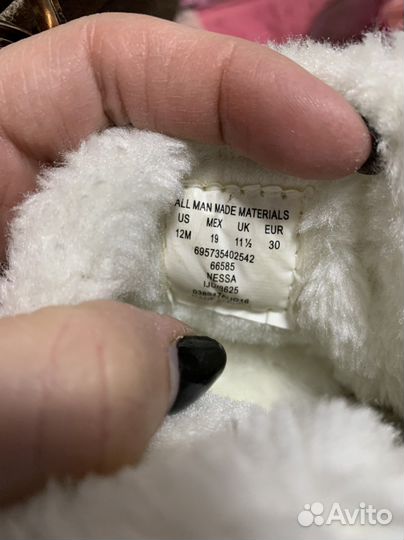 ALL MAN MADE MATERIALS
US MEX UK EUR
12M 19 11½ 30
695735402542
66585
NESSA
Avito